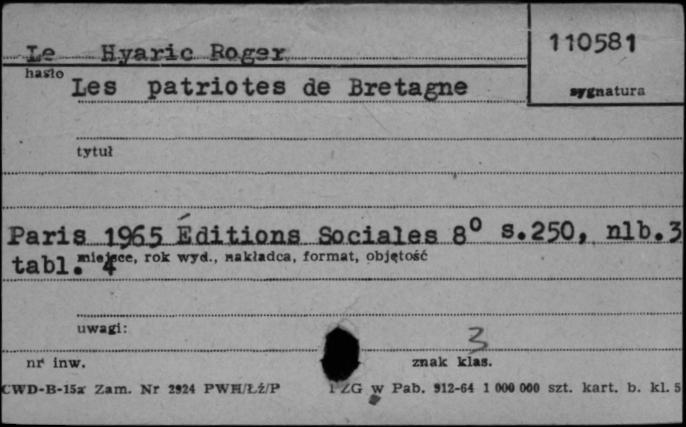 Le Hyaric Roger
110581
hasło
Les patriotes de Bretagne
sygnatura
tytuł
Paris 1965 Éditions Sociales 8° s.250, nlb.3
miejsce, rok wyd., nakładca, format, objętość
tabl. 4
uwagi:
3
nr inw.
znak klas.
CWD-B-15a Zam. Nr 2924 PWH/Łź/P ZG w Pab. 912-64 1 000 000 szt. kart. b. kl. 5